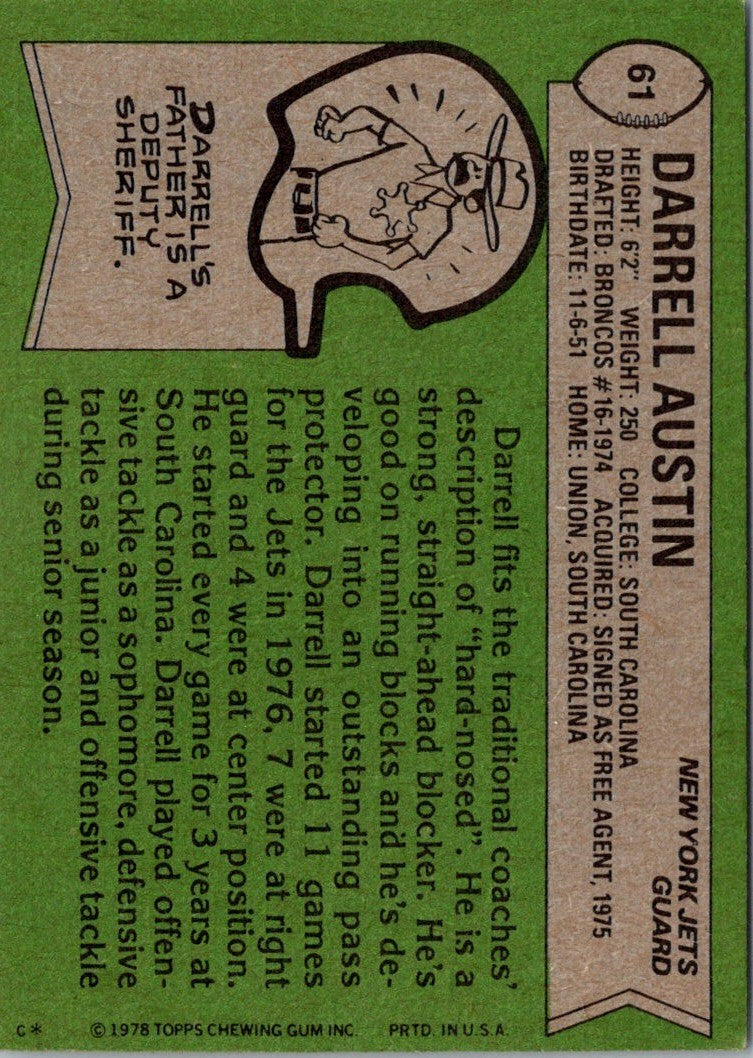 61
DARRELL AUSTIN
NEW YORK JETS
GUARD
HEIGHT: 6'2" WEIGHT: 250 COLLEGE: SOUTH CAROLINA
DRAFTED: BRONCOS #16-1974 ACQUIRED: SIGNED AS FREE AGENT, 1975
BIRTHDATE: 11-6-51 HOME: UNION, SOUTH CAROLINA
DARRELL'S
FATHER IS A
DEPUTY
SHERIFF.
Darrell fits the traditional coaches'
description of "hard-nosed". He is a
strong, straight-ahead blocker. He's
good on running blocks and he's de-
veloping into an outstanding pass
protector. Darrell started 11 games
for the Jets in 1976, 7 were at right
guard and 4 were at center position.
He started every game for 3 years at
South Carolina. Darrell played offen-
sive tackle as a sophomore, defensive
tackle as a junior and offensive tackle
during senior season.
C* © 1978 TOPPS CHEWING GUM INC. PRTD. IN U.S.A.